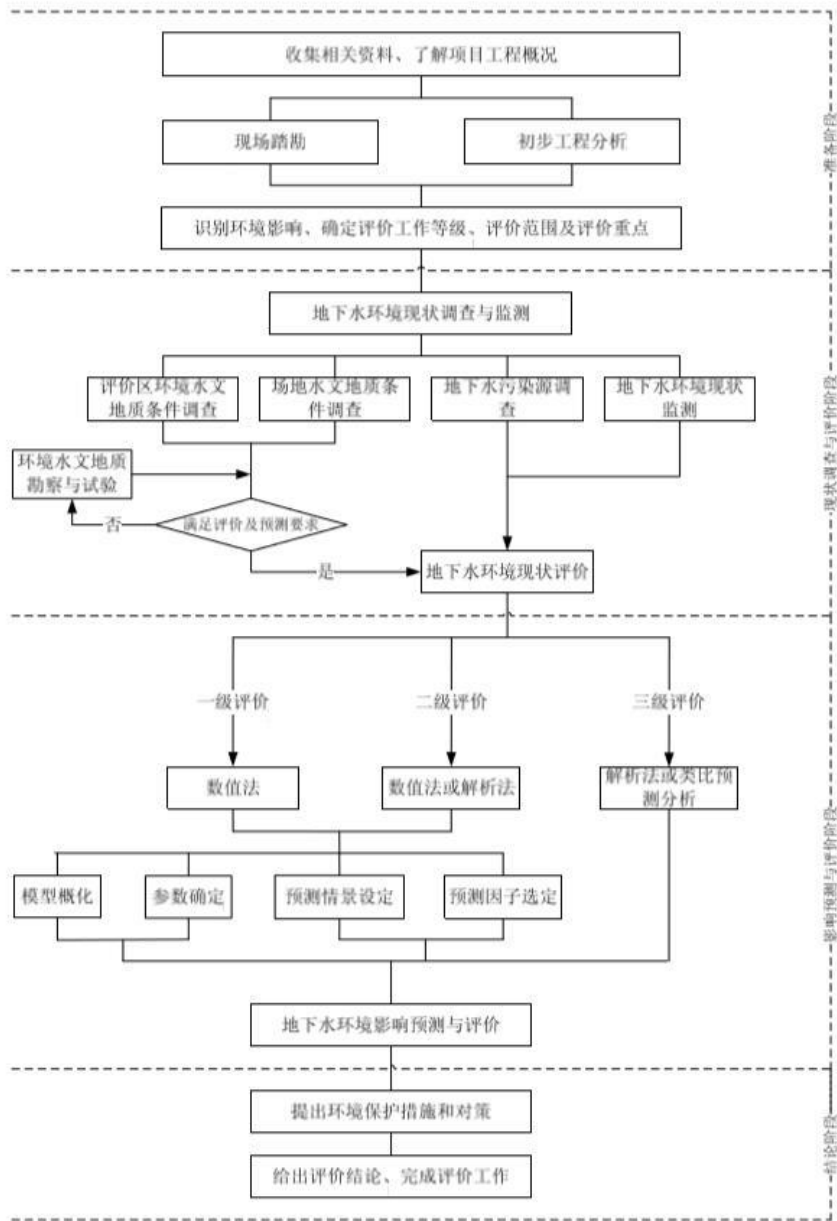 收集相关资料、了解项目工程概况
现场踏勘
初步工程分析
识别环境影响、确定评价工作等级、评价范围及评价重点
准备阶段
地下水环境现状调查与监测
评价区环境水文
地质条件调查
场地水文地质条
件调查
地下水污染源调
查
地下水环境现状
监测
环境水文地质
勘察与试验
否
满足评价及预测要求
是
地下水环境现状评价
现状调查与评价阶段
一级评价
二级评价
三级评价
数值法
数值法或解析法
解析法或类比预
测分析
模型概化
参数确定
预测情景设定
预测因子选定
地下水环境影响预测与评价
影响预测与评价阶段
提出环境保护措施和对策
给出评价结论、完成评价工作
结论阶段